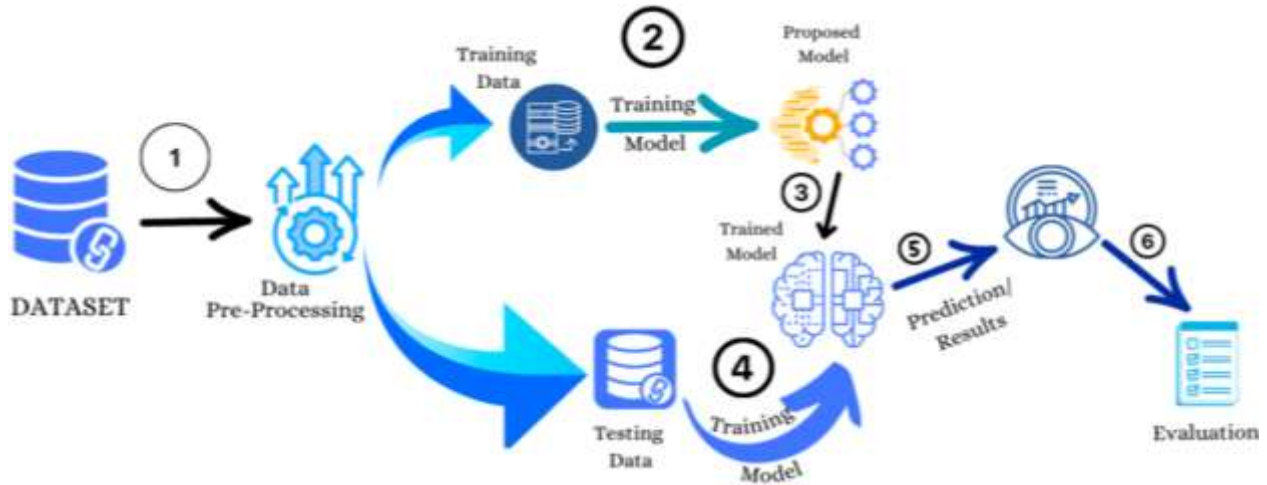 1
DATASET
Data
Pre-Processing
Training
Data
2
Training
Model
Proposed
Model
3
Trained
Model
Testing
Data
4
Training
Model
5
Prediction/
Results
6
Evaluation